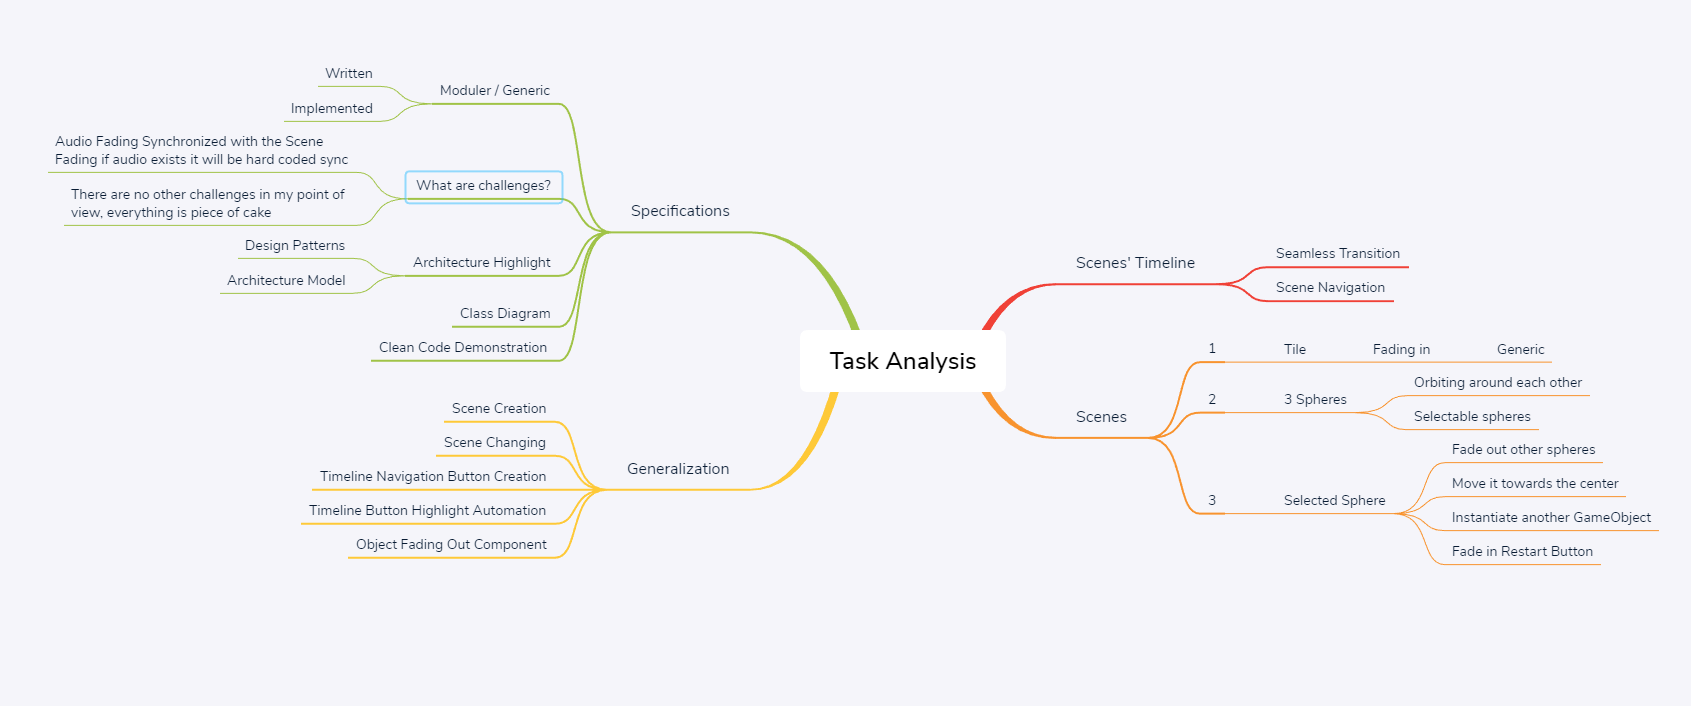 Written
Moduler / Generic
Implemented
Audio Fading Synchronized with the Scene
Fading if audio exists it will be hard coded sync
What are challenges?
There are no other challenges in my point of
view, everything is piece of cake
Specifications
Design Patterns
Architecture Highlight
Architecture Model
Class Diagram
Clean Code Demonstration
Task Analysis
Scene Creation
Scene Changing
Timeline Navigation Button Creation
Generalization
Timeline Button Highlight Automation
Object Fading Out Component
Scenes' Timeline
Seamless Transition
Scene Navigation
Scenes
1
Tile
Fading in
Generic
2
3 Spheres
Orbiting around each other
Selectable spheres
3
Selected Sphere
Fade out other spheres
Move it towards the center
Instantiate another GameObject
Fade in Restart Button